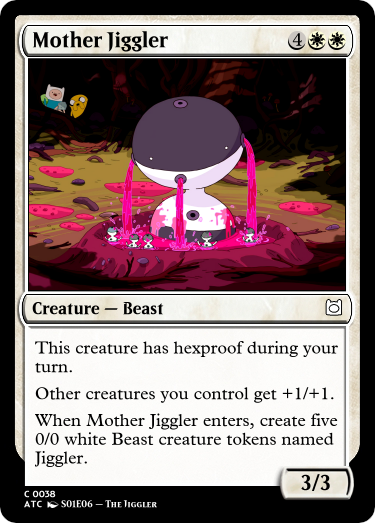 Mother Jiggler 4
Creature — Beast
This creature has hexproof during your
turn.
Other creatures you control get +1/+1.
When Mother Jiggler enters, create five
0/0 white Beast creature tokens named
Jiggler.
3/3
C 0038
ATC S01E06 – The Jiggler